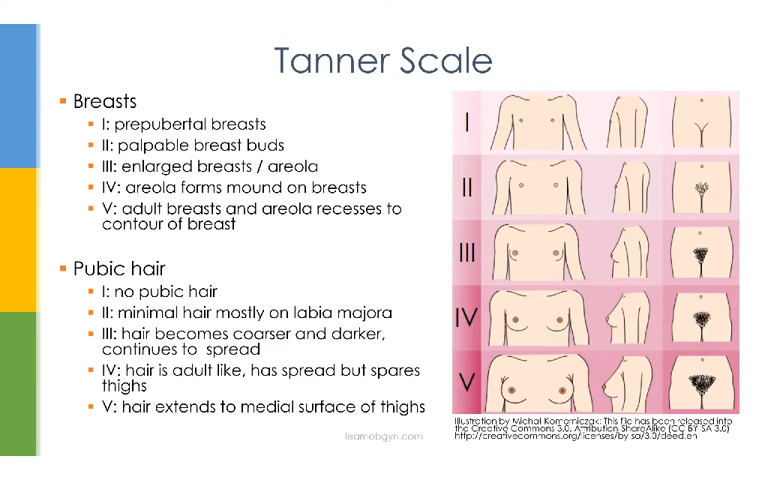 Tanner Scale
Breasts
I: prepubertal breasts
II: palpable breast buds
III: enlarged breasts / areola
IV: areola forms mound on breasts
V: adult breasts and areola recesses to
contour of breast
Pubic hair
I: no pubic hair
II: minimal hair mostly on labia majora
III: hair becomes coarser and darker,
continues to spread
IV: hair is adult like, has spread but spares
thighs
V: hair extends to medial surface of thighs
I
II
III
IV
V
Illustration by Michał Komorniczak: This file has been released into
the Creative Commons 3.0. Attribution ShareAlike (CC BY SA 3.0)
http://creativecommons.org/licenses/by sa/3.0/deed.en
learnobgyn.com